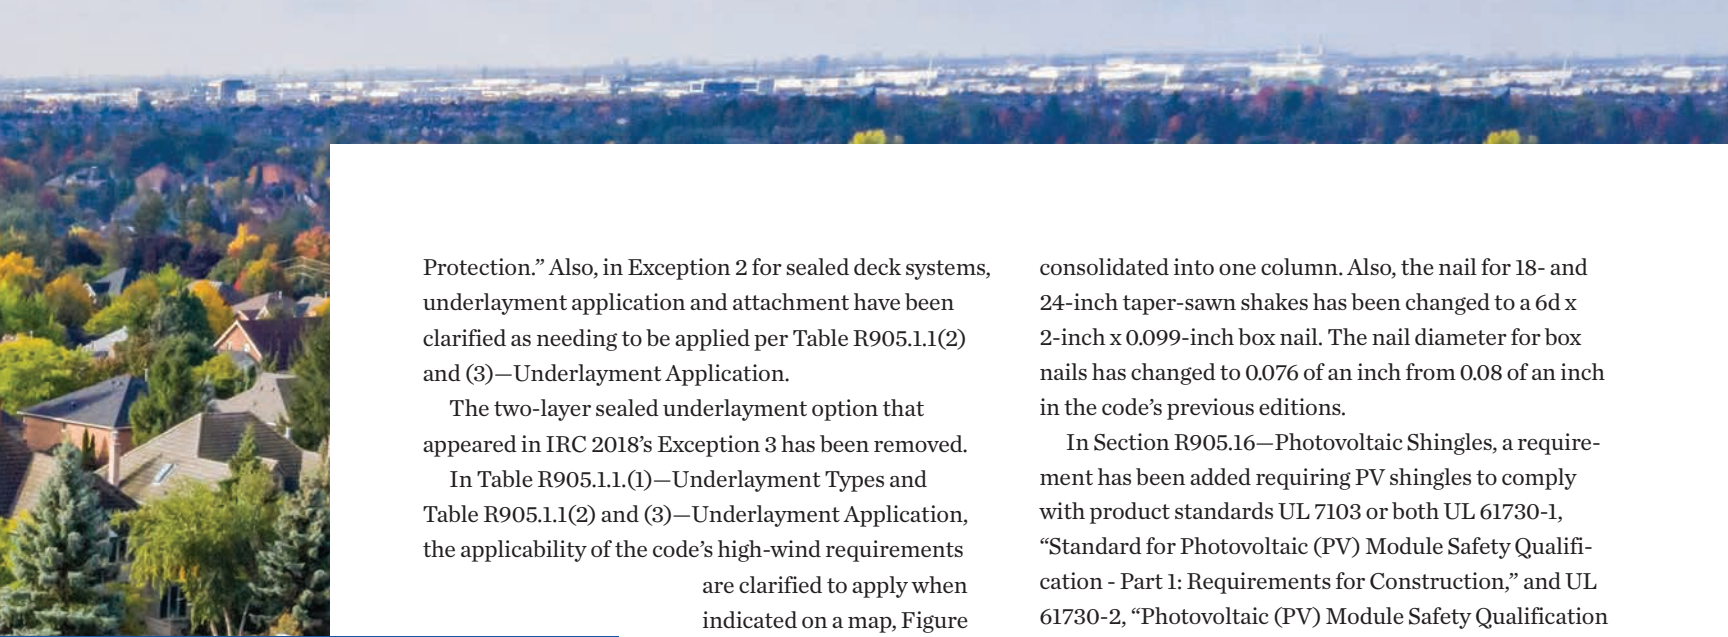 Protection.” Also, in Exception 2 for sealed deck systems,
underlayment application and attachment have been
clarified as needing to be applied per Table R905.1.1(2)
and (3)—Underlayment Application.
The two-layer sealed underlayment option that
appeared in IRC 2018’s Exception 3 has been removed.
In Table R905.1.1.(1)—Underlayment Types and
Table R905.1.1(2) and (3)—Underlayment Application,
the applicability of the code’s high-wind requirements
are clarified to apply when
indicated on a map, Figure
consolidated into one column. Also, the nail for 18- and
24-inch taper-sawn shakes has been changed to a 6d x
2-inch x 0.099-inch box nail. The nail diameter for box
nails has changed to 0.076 of an inch from 0.08 of an inch
in the code’s previous editions.
In Section R905.16—Photovoltaic Shingles, a require-
ment has been added requiring PV shingles to comply
with product standards UL 7103 or both UL 61730-1,
“Standard for Photovoltaic (PV) Module Safety Qualifi-
cation - Part 1: Requirements for Construction,” and UL
61730-2, “Photovoltaic (PV) Module Safety Qualification